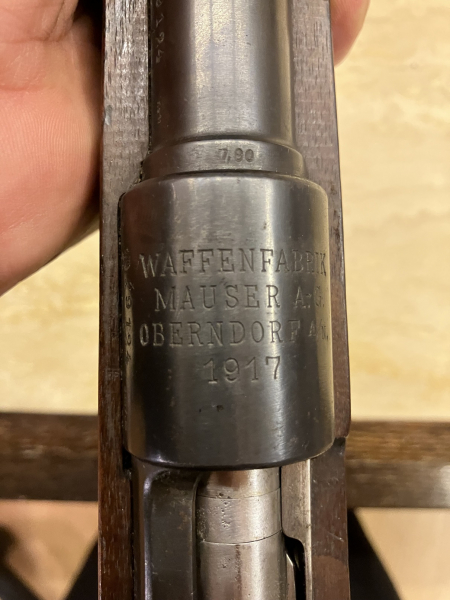 7,90
WAFFENFABRIK
MAUSER A.G.
OBERNDORF A/N.
1917